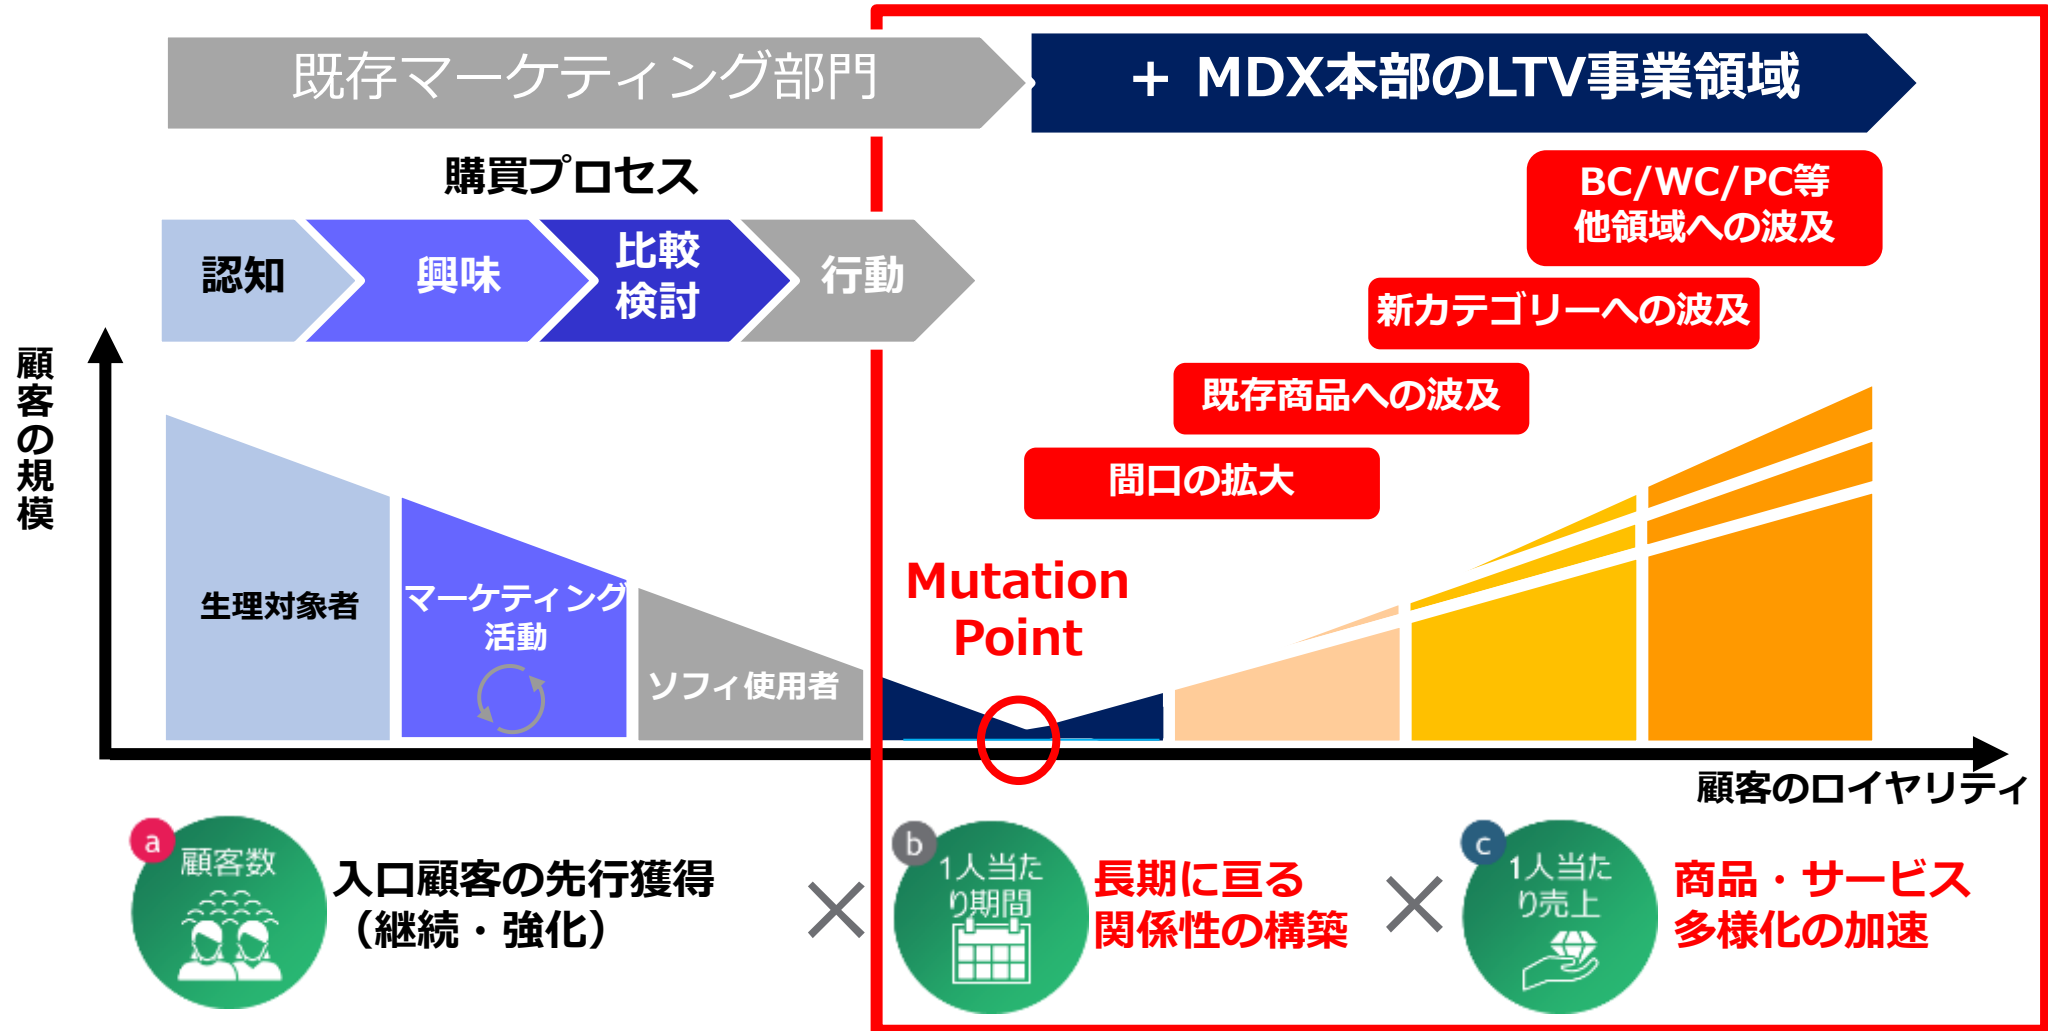 既存マーケティング部門
+ MDX本部のLTV事業領域
購買プロセス
BC/WC/PC等
他領域への波及
認知
興味
比較
検討
行動
新カテゴリーへの波及
顧客の規模
既存商品への波及
間口の拡大
Mutation
Point
生理対象者
マーケティング
活動
ソフィ使用者
顧客のロイヤリティ
a
顧客数
入口顧客の先行獲得
（継続・強化）
×
b
1人当た
り期間
長期に亘る
関係性の構築
×
c
1人当た
り売上
商品・サービス
多様化の加速